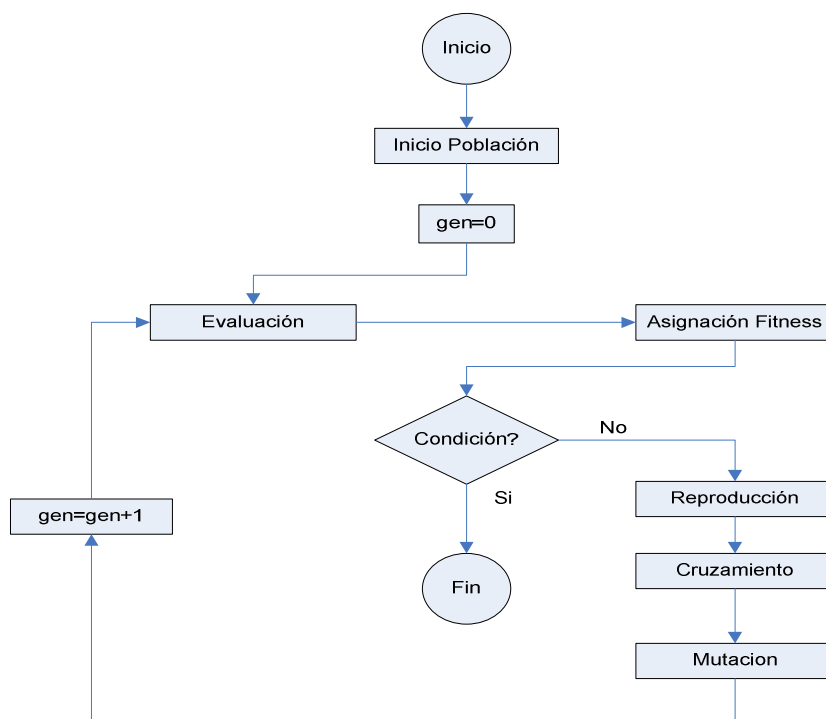 Inicio
Inicio Población
gen=0
Evaluación
Asignación Fitness
Condición?
No
Si
Reproducción
gen=gen+1
Fin
Cruzamiento
Mutacion